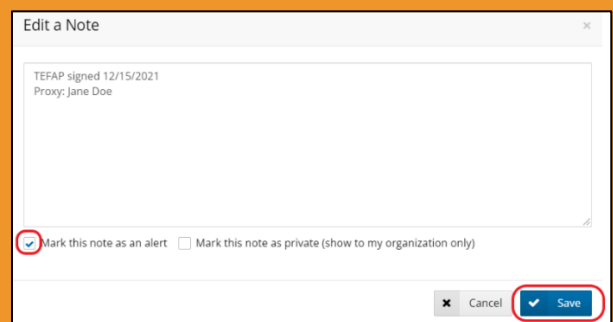 Edit a Note
TEFAP signed 12/15/2021
Proxy: Jane Doe
Mark this note as an alert Mark this note as private (show to my organization only)
Cancel Save